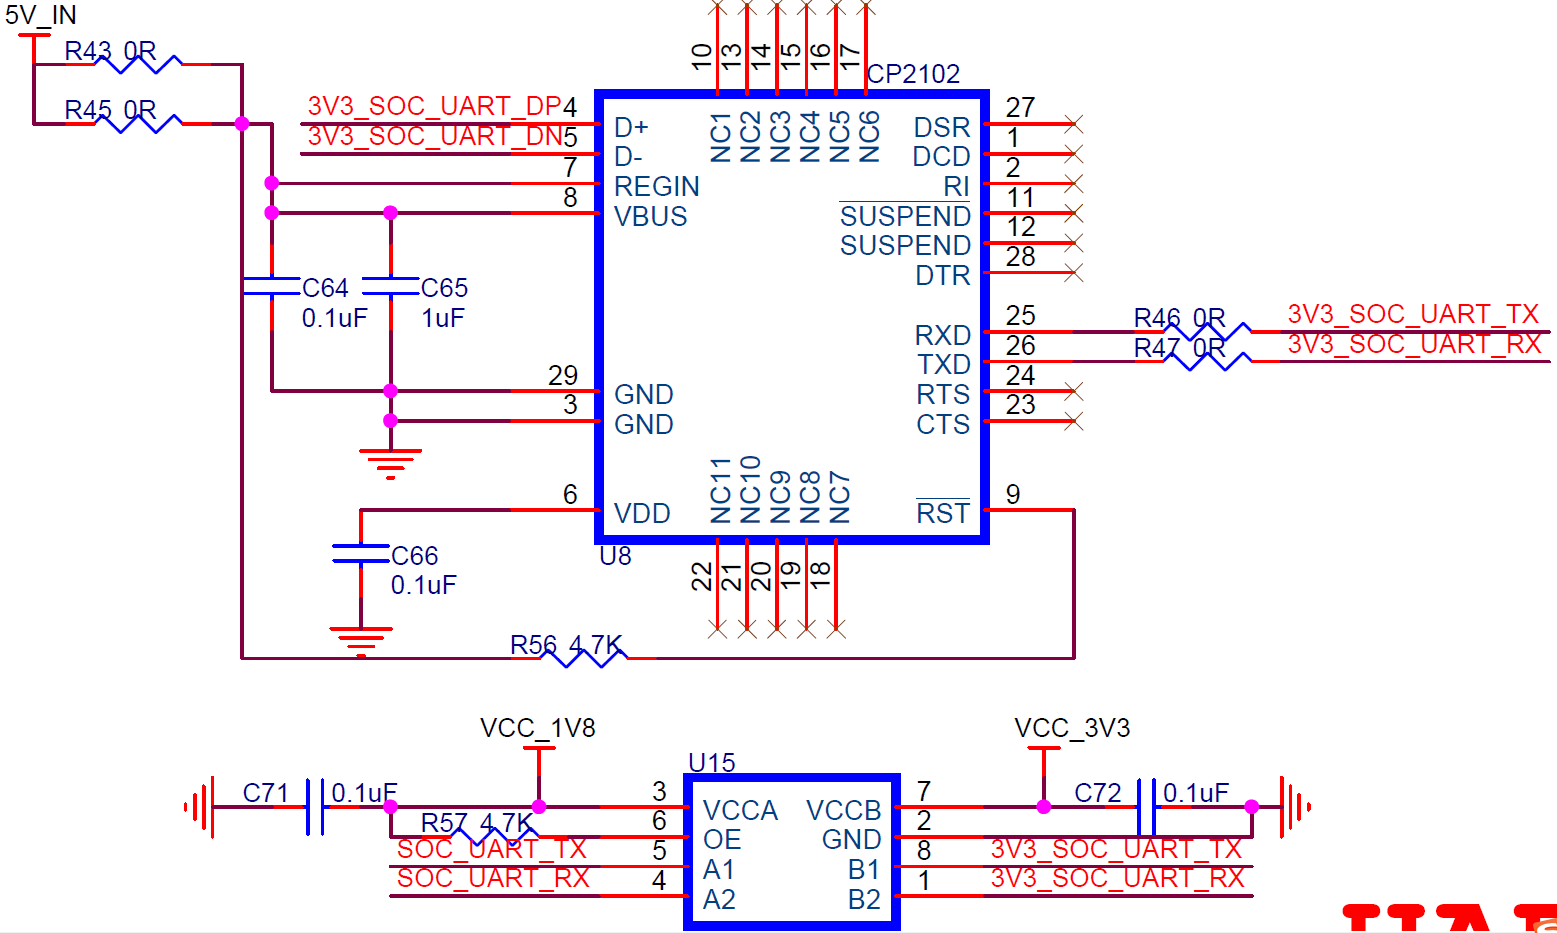 5V_IN
R43 0R
R45 0R
10
13
14
15
16
17
CP2102
3V3_SOC_UART_DP
4
3V3_SOC_UART_DN
5
7
8
D+
D-
REGIN
VBUS
NC1
NC2
NC3
NC4
NC5
NC6
DSR
DCD
RI
SUSPEND
SUSPEND
DTR
27
1
2
11
12
28
C64
0.1uF
C65
1uF
RXD
TXD
RTS
CTS
25
26
24
23
R46 0R
3V3_SOC_UART_TX
R47 0R
3V3_SOC_UART_RX
29
3
GND
GND
6
VDD
NC11
NC10
NC9
NC8
NC7
RST
9
U8
C66
0.1uF
22
21
20
19
18
R56 4.7K
VCC_1V8
VCC_3V3
U15
C71
0.1uF
3
VCCA
VCCB
7
C72
0.1uF
R57 4.7K
6
OE
GND
2
SOC_UART_TX
5
A1
B1
8
3V3_SOC_UART_TX
SOC_UART_RX
4
A2
B2
1
3V3_SOC_UART_RX